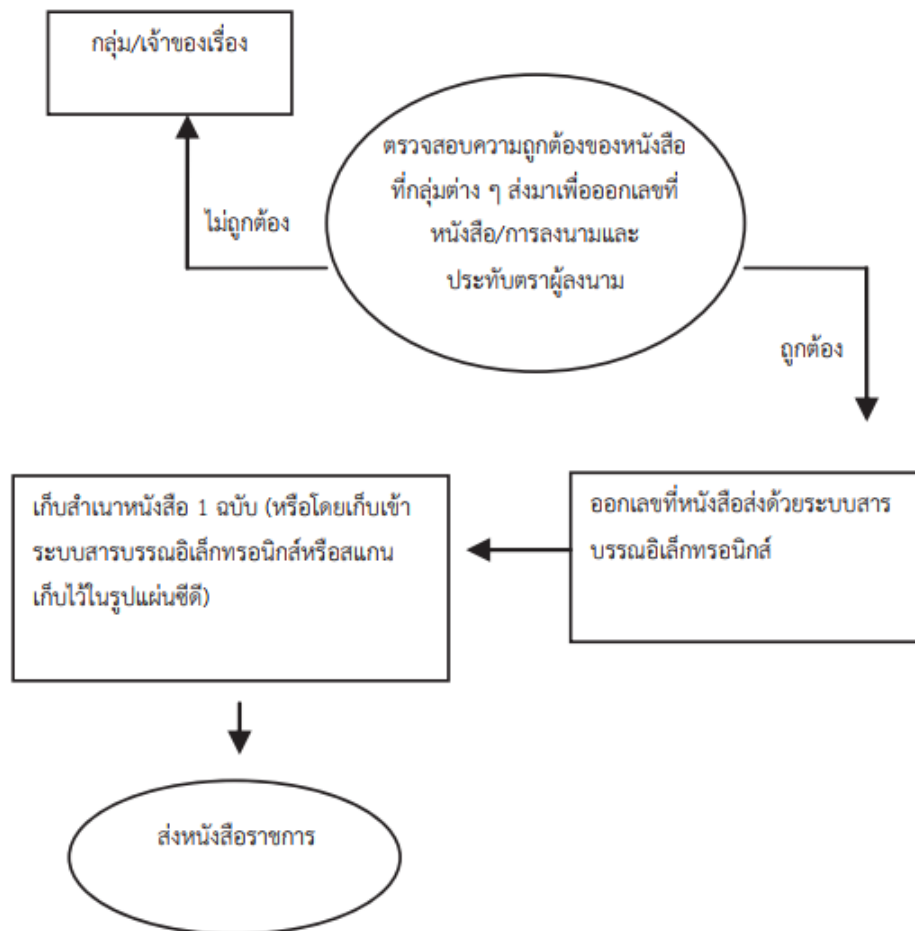 กลุ่ม/เจ้าของเรื่อง
ตรวจสอบความถูกต้องของหนังสือ
ที่กลุ่มต่าง ๆ ส่งมาเพื่อออกเลขที่
หนังสือ/การลงนามและ
ประทับตราผู้ลงนาม
ไม่ถูกต้อง
ถูกต้อง
ออกเลขที่หนังสือส่งด้วยระบบสาร
บรรณอิเล็กทรอนิกส์
เก็บสำเนาหนังสือ 1 ฉบับ (หรือโดยเก็บเข้า
ระบบสารบรรณอิเล็กทรอนิกส์หรือสแกน
เก็บไว้ในรูปแผ่นซีดี)
ส่งหนังสือราชการ